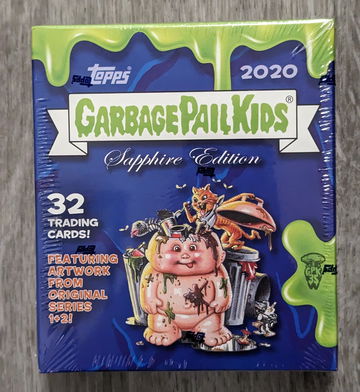 Topps
2020
GARBAGE PAIL KIDS®
Sapphire Edition
32
TRADING
CARDS!
FEATURING
ARTWORK
FROM
ORIGINAL
SERIES
1+2!